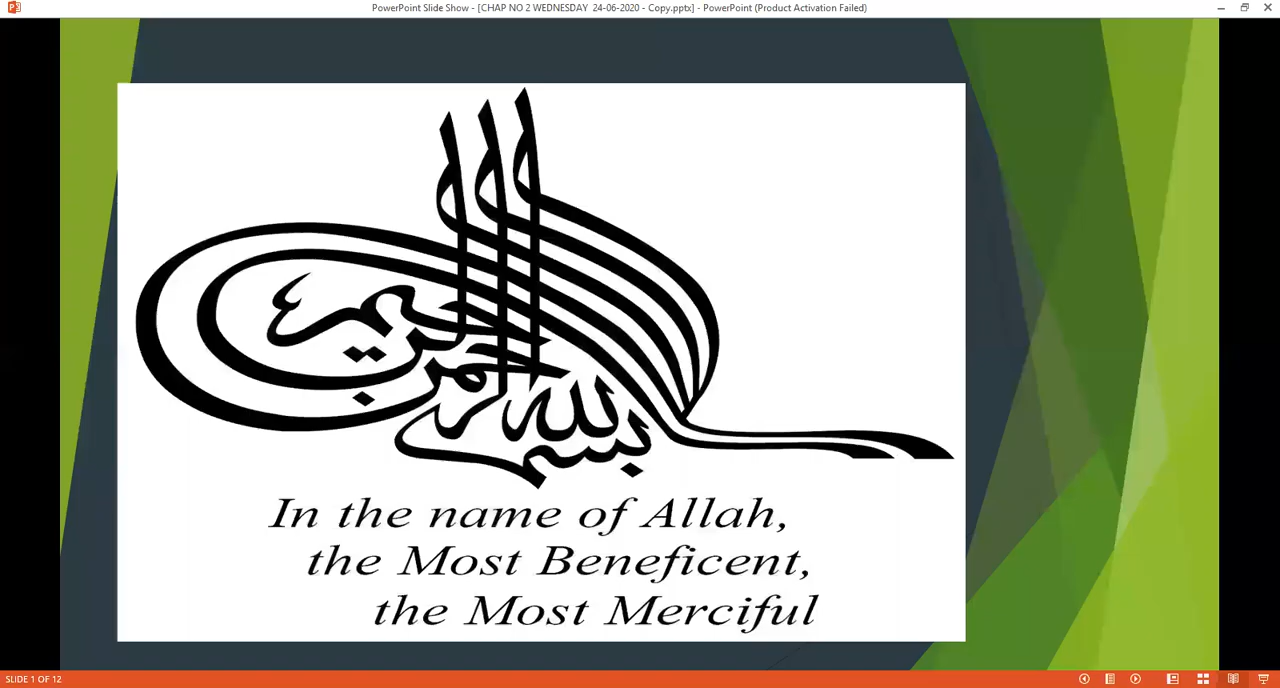 PowerPoint Slide Show - [CHAP NO 2 WEDNESDAY  24-06-2020 - Copy.pptx] - PowerPoint (Product Activation Failed)
بسم الله الرحمن الرحيم
In the name of Allah,
the Most Beneficent,
the Most Merciful
SLIDE 1 OF 12